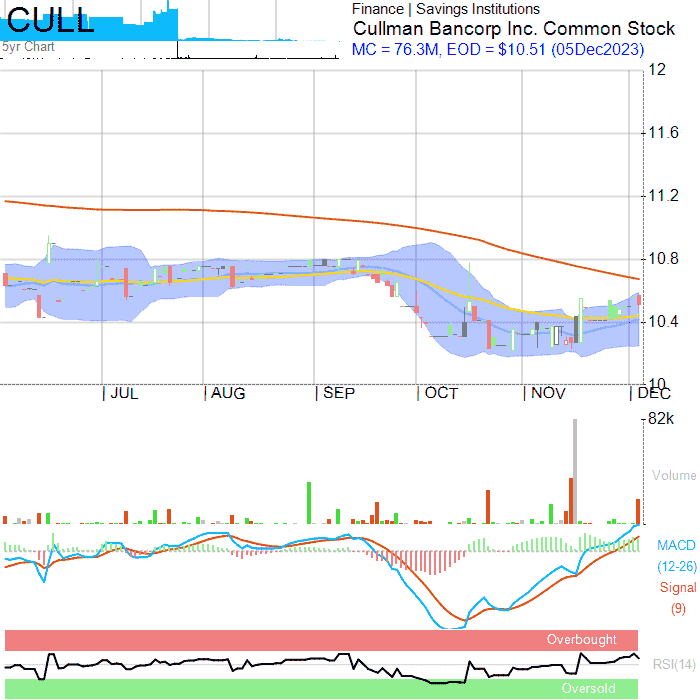 CULL
5yr Chart
Finance | Savings Institutions
Cullman Bancorp Inc. Common Stock
MC = 76.3M, EOD = $10.51 (05Dec2023)
12
11.6
11.2
10.8
10.4
10
JUL AUG SEP OCT NOV DEC
82k
Volume
MACD
(12-26)
Signal
(9)
Overbought
RSI(14)
Oversold